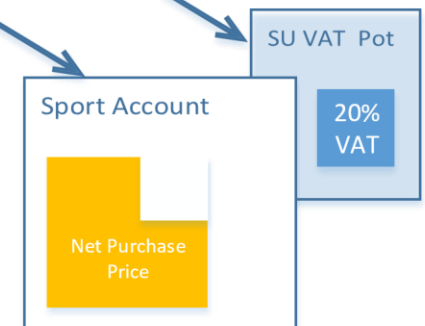 SU VAT Pot
Sport Account
20%
VAT
Net Purchase
Price